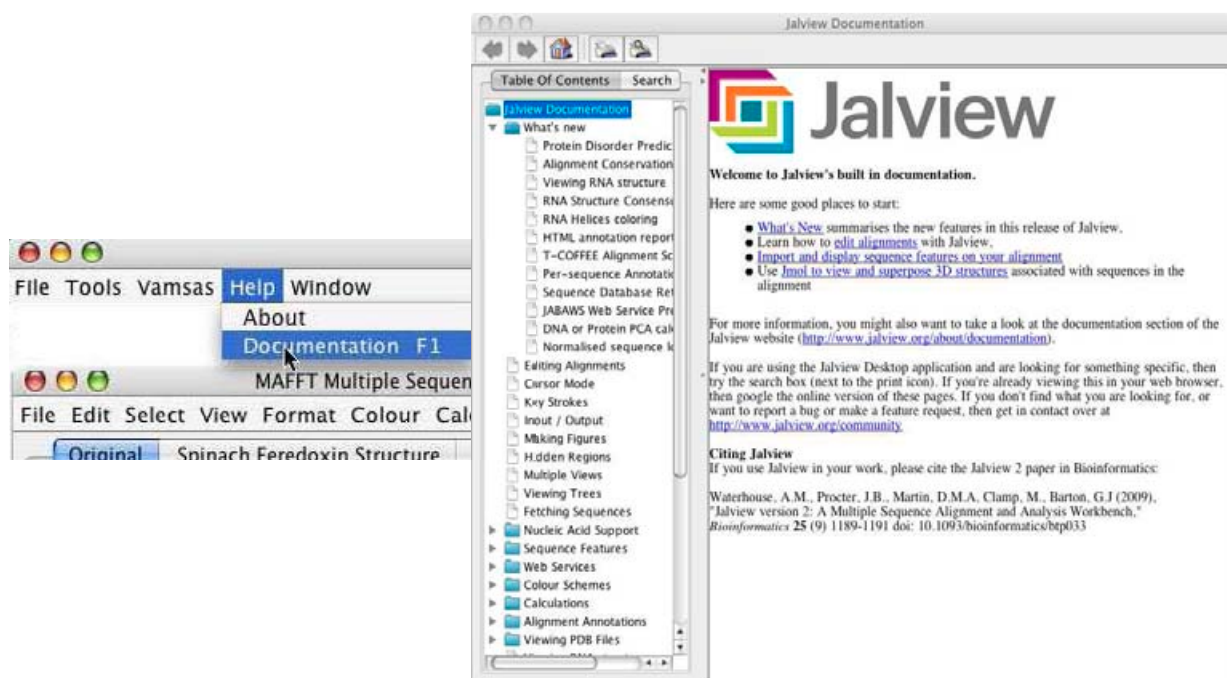 File Tools Vamsas Help Window
About
Documentation F1
MAFFT Multiple Sequen
File Edit Select View Format Colour Calc
Original Spinach Feredoxin Structure
Jalview Documentation
Table Of Contents Search
Jalview Documentation
What's new
Protein Disorder Predic
Alignment Conservation
Viewing RNA structure
RNA Structure Consensu
RNA Helices coloring
HTML annotation report
T-COFFEE Alignment Sc
Per-sequence Annotatio
Sequence Database Ret
JABAWS Web Service Pre
DNA or Protein PCA calc
Normalised sequence lo
Editing Alignments
Cursor Mode
Key Strokes
Input / Output
Making Figures
Hidden Regions
Multiple Views
Viewing Trees
Fetching Sequences
Nucleic Acid Support
Sequence Features
Web Services
Colour Schemes
Calculations
Alignment Annotations
Viewing PDB Files
Jalview
Welcome to Jalview's built in documentation.
Here are some good places to start:
What's New summarises the new features in this release of Jalview.
Learn how to edit alignments with Jalview.
Import and display sequence features on your alignment
Use Jmol to view and superpose 3D structures associated with sequences in the
alignment
For more information, you might also want to take a look at the documentation section of the
Jalview website (http://www.jalview.org/about/documentation).
If you are using the Jalview Desktop application and are looking for something specific, then
try the search box (next to the print icon). If you're already viewing this in your web browser,
then google the online version of these pages. If you don't find what you are looking for, or
want to report a bug or make a feature request, then get in contact over at
http://www.jalview.org/community
Citing Jalview
If you use Jalview in your work, please cite the Jalview 2 paper in Bioinformatics:
Waterhouse, A.M., Procter, J.B., Martin, D.M.A, Clamp, M., Barton, G.J (2009),
"Jalview version 2: A Multiple Sequence Alignment and Analysis Workbench,"
Bioinformatics 25 (9) 1189-1191 doi: 10.1093/bioinformatics/btp033